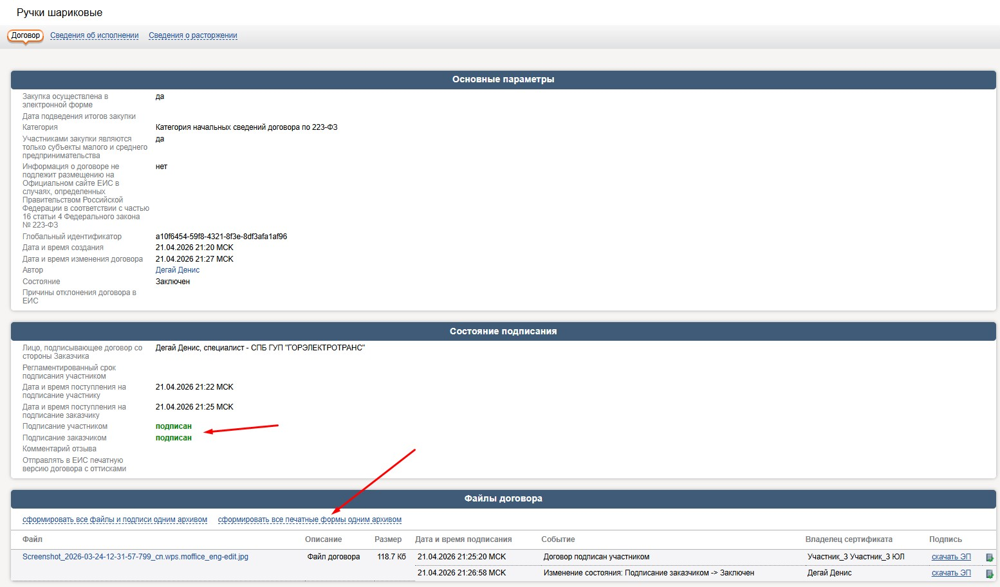 Ручки шариковые
Договор Сведения об исполнении Сведения о расторжении
Основные параметры
Закупка осуществлена в да
электронной форме
Дата подведения итогов закупки
Категория Категория начальных сведений договора по 223-ФЗ
Участниками закупки являются да
только субъекты малого и среднего
предпринимательства
Информация о договоре не нет
подлежит размещению на
Официальном сайте ЕИС в
случаях, определенных
Правительством Российской
Федерации в соответствии с частью
16 статьи 4 Федерального закона
№ 223-ФЗ
Глобальный идентификатор a10f6454-59f8-4321-8f3e-8df3afa1af96
Дата и время создания 21.04.2026 21:20 МСК
Дата и время изменения договора 21.04.2026 21:27 МСК
Автор Дегай Денис
Состояние Заключен
Причины отклонения договора в
ЕИС
Состояние подписания
Лицо, подписывающее договор со Дегай Денис, специалист - СПБ ГУП "ГОРЭЛЕКТРОТРАНС"
стороны Заказчика
Регламентированный срок
подписания участником
Дата и время поступления на 21.04.2026 21:22 МСК
подписание участнику
Дата и время поступления на 21.04.2026 21:25 МСК
подписание заказчику
Подписание участником подписан
Подписание заказчиком подписан
Комментарий отзыва
Отправлять в ЕИС печатную
версию договора с оттисками
Файлы договора
сформировать все файлы и подписи одним архивом сформировать все печатные формы одним архивом
Файл Описание Размер Дата и время подписания Событие Владелец сертификата Подпись
Screenshot_2026-03-24-12-31-57-799_cn.wps.moffice_eng-edit.jpg Файл договора 118.7 Кб 21.04.2026 21:25:20 МСК Договор подписан участником Участник_3 Участник_3 ЮЛ скачать ЭП
21.04.2026 21:26:58 МСК Изменение состояния: Подписание заказчиком -> Заключен Дегай Денис скачать ЭП